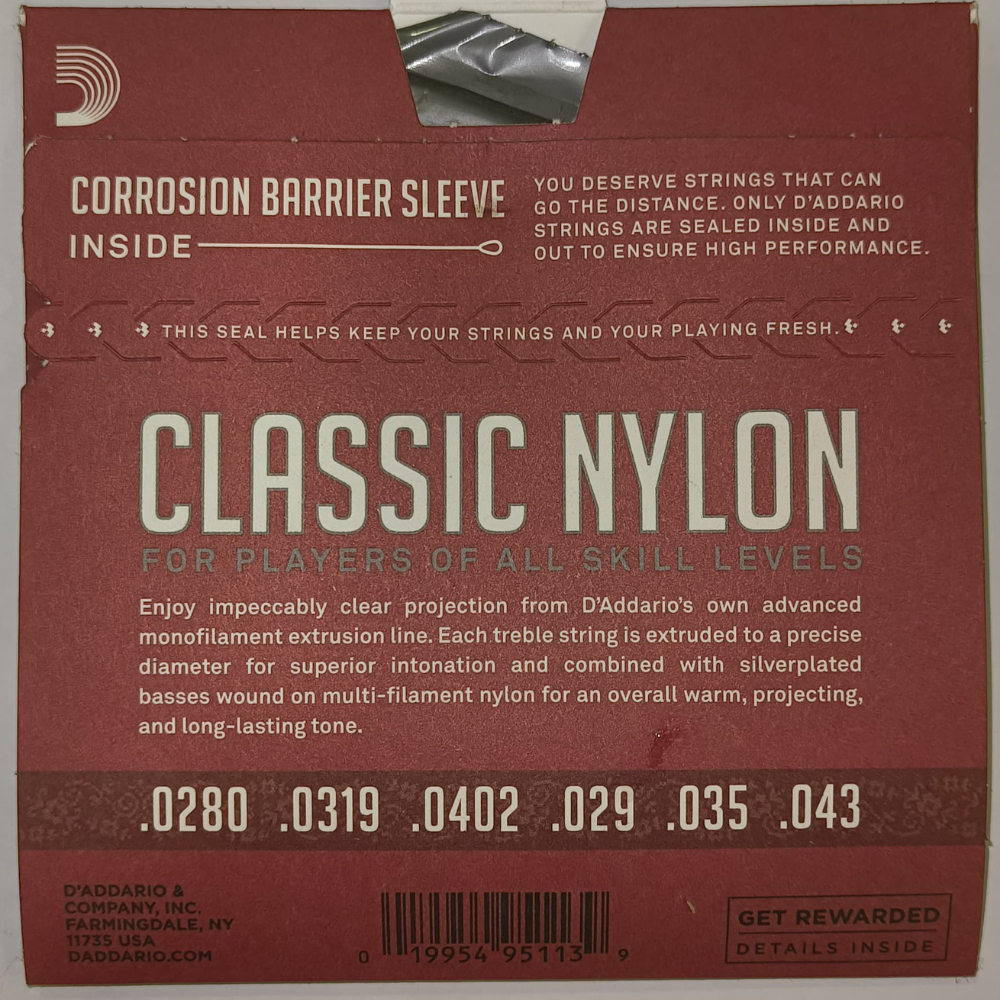 CORROSION BARRIER SLEEVE
INSIDE
YOU DESERVE STRINGS THAT CAN
GO THE DISTANCE. ONLY D'ADDARIO
STRINGS ARE SEALED INSIDE AND
OUT TO ENSURE HIGH PERFORMANCE.
THIS SEAL HELPS KEEP YOUR STRINGS AND YOUR PLAYING FRESH.
CLASSIC NYLON
FOR PLAYERS OF ALL SKILL LEVELS
Enjoy impeccably clear projection from D'Addario's own advanced
monofilament extrusion line. Each treble string is extruded to a precise
diameter for superior intonation and combined with silverplated
basses wound on multi-filament nylon for an overall warm, projecting,
and long-lasting tone.
.0280 .0319 .0402 .029 .035 .043
D'ADDARIO &
COMPANY, INC.
FARMINGDALE, NY
11735 USA
DADDARIO.COM
0 19954 95113 9
GET REWARDED
DETAILS INSIDE